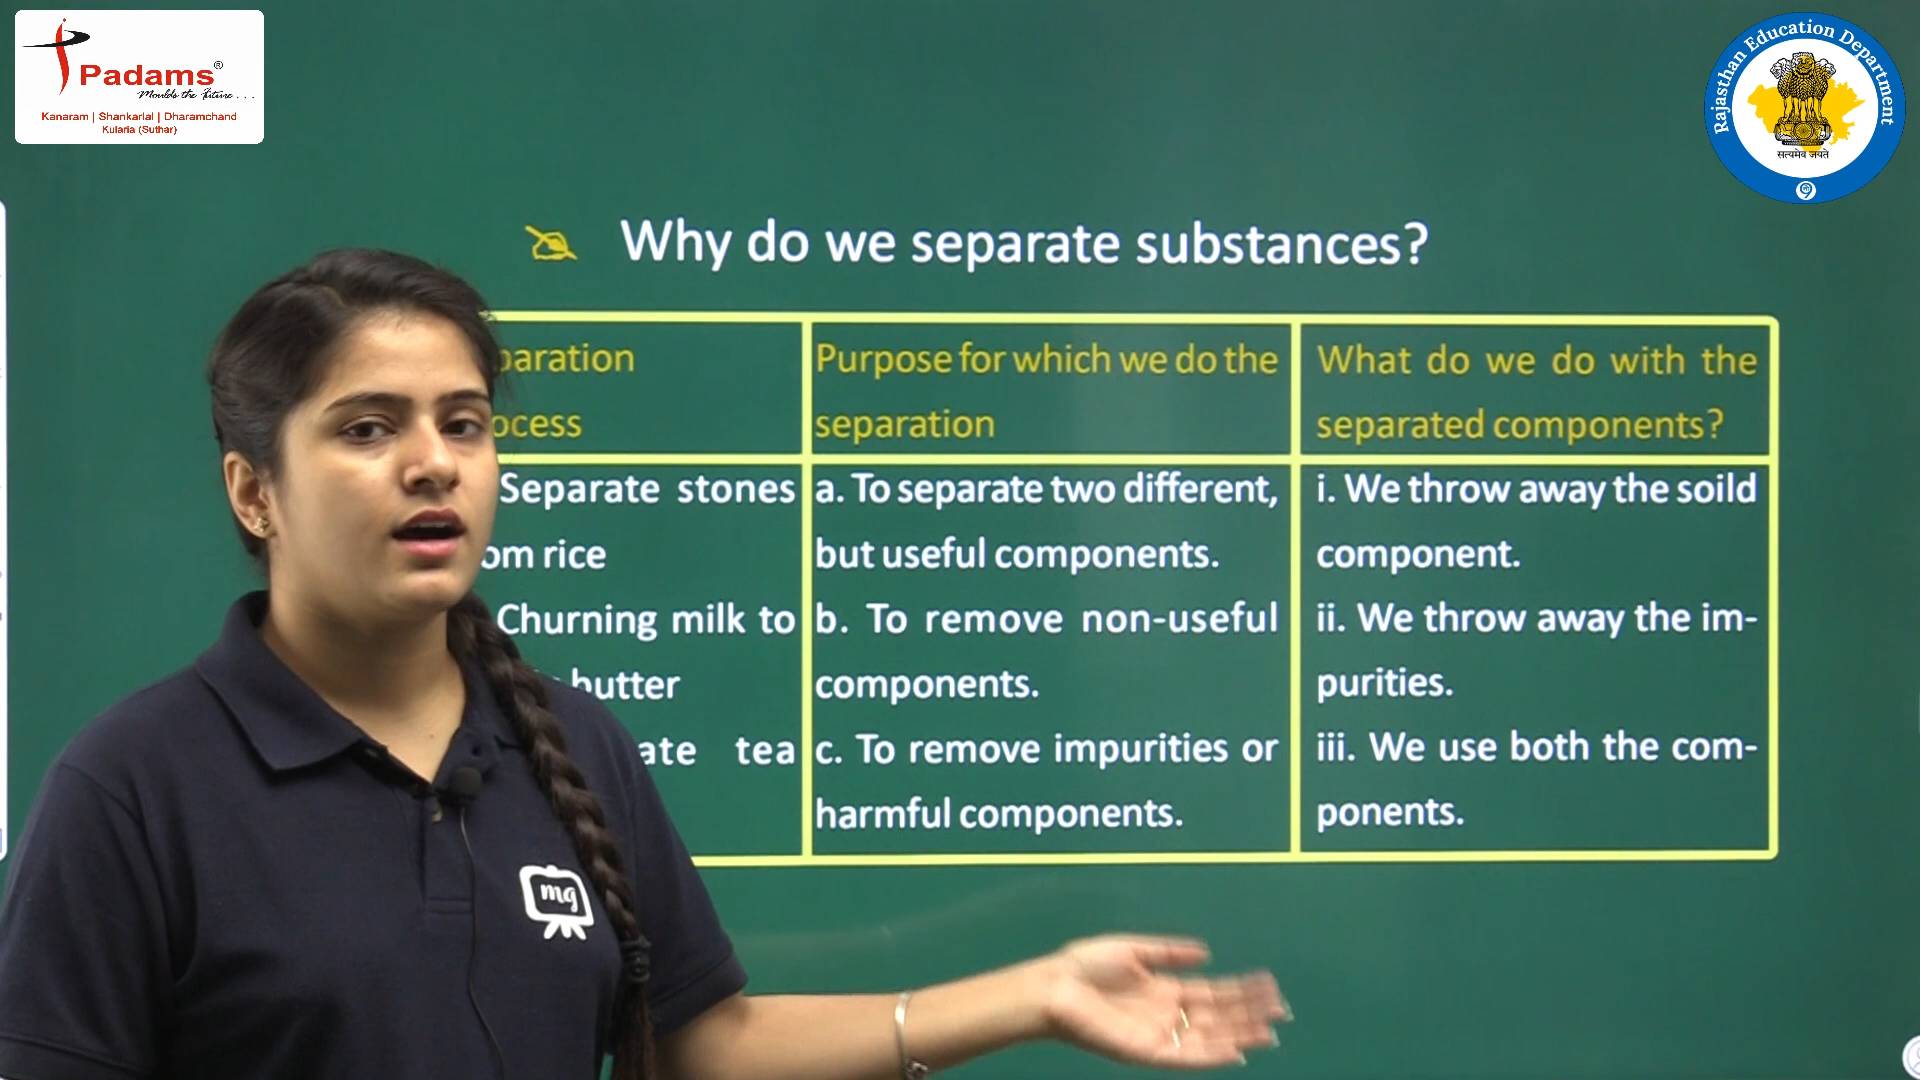 Padams®
Moulds the Future...
Kanaram | Shankarlal | Dharamchand
Kularia (Suthar)
Rajasthan Education Department
सत्यमेव जयते
Why do we separate substances?
paration
ocess
Purpose for which we do the
separation
What do we do with the
separated components?
Separate stones
om rice
Churning milk to
butter
ate tea
a. To separate two different,
but useful components.
b. To remove non-useful
components.
c. To remove impurities or
harmful components.
i. We throw away the soild
component.
ii. We throw away the im-
purities.
iii. We use both the com-
ponents.
mg